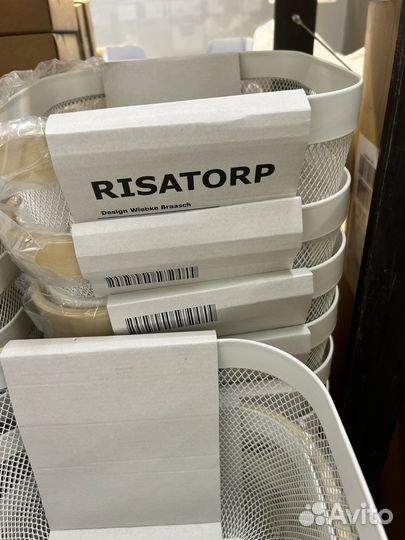 RISATORP
Design Wiebke Braasch
Avito